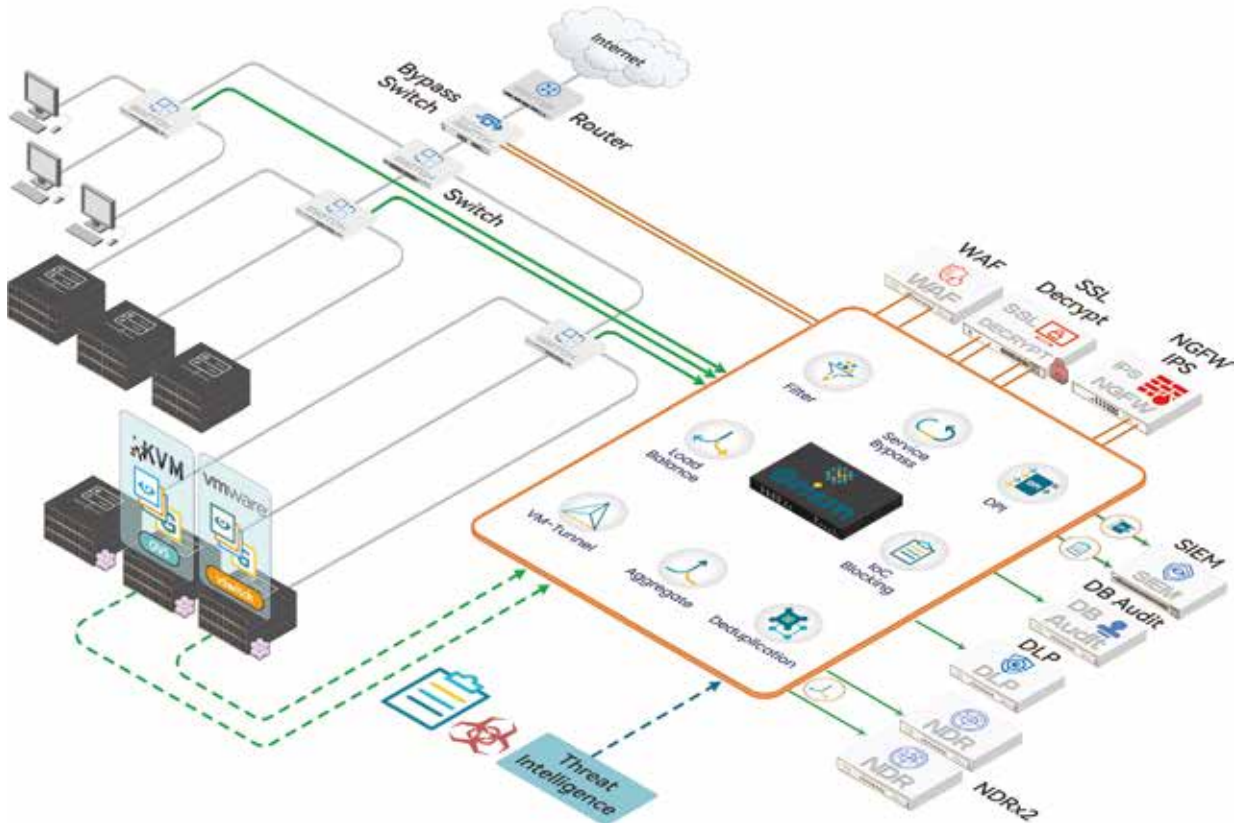 Internet
Bypass
Switch
Router
Switch
WAF
WAF
SSL
Decrypt
SSL
DECRYPT
NGFW
IPS
IPS
NGFW
Filter
Service
Bypass
Load
Balance
DPI
VM-Tunnel
IoC
Blocking
Aggregate
Deduplication
KVM
vmware
OVS
vSwitch
SIEM
SIEM
DB Audit
DB
Audit
DLP
DLP
NDR
NDR
NDRx2
Threat
Intelligence